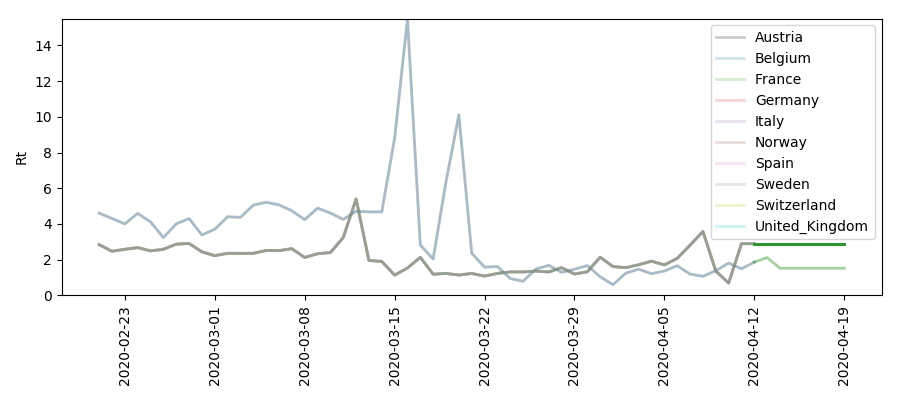 Rt
14
12
10
8
6
4
2
0
2020-02-23
2020-03-01
2020-03-08
2020-03-15
2020-03-22
2020-03-29
2020-04-05
2020-04-12
2020-04-19
Austria
Belgium
France
Germany
Italy
Norway
Spain
Sweden
Switzerland
United_Kingdom